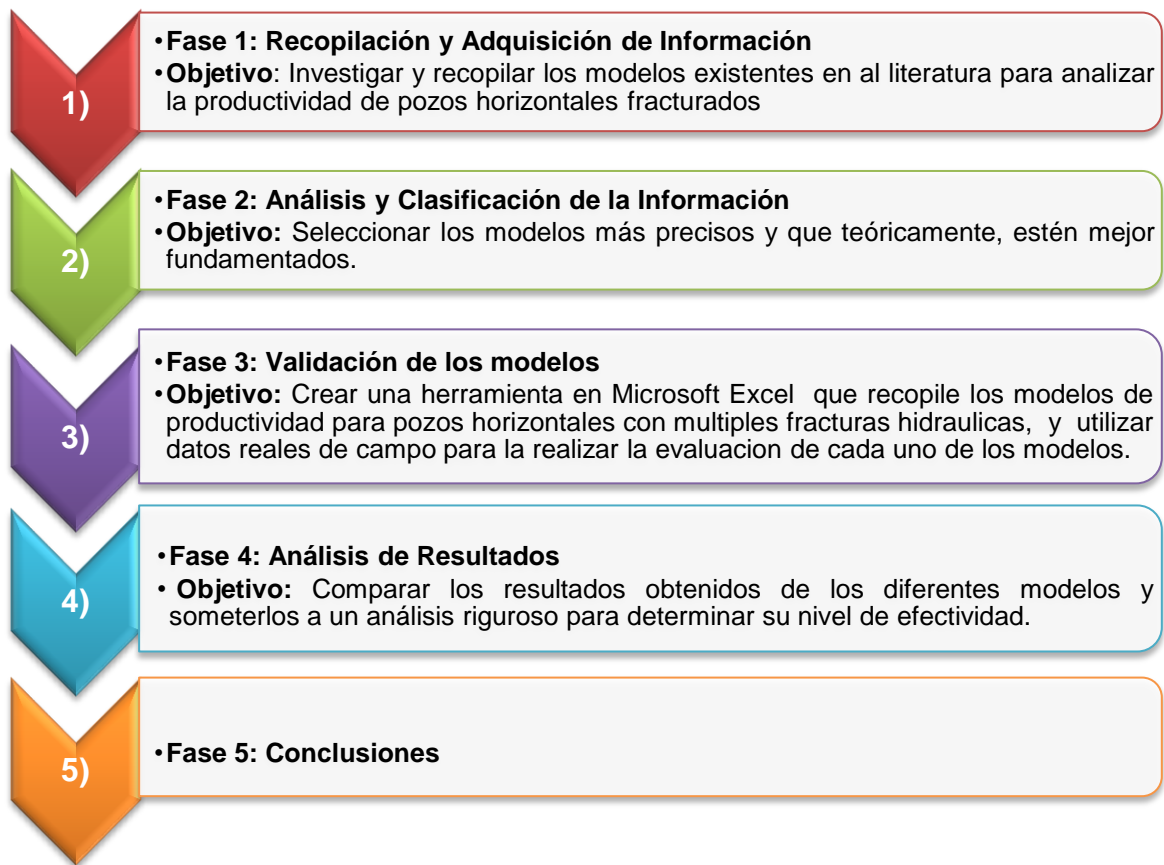 1)
•Fase 1: Recopilación y Adquisición de Información
•Objetivo: Investigar y recopilar los modelos existentes en al literatura para analizar
la productividad de pozos horizontales fracturados
2)
•Fase 2: Análisis y Clasificación de la Información
•Objetivo: Seleccionar los modelos más precisos y que teóricamente, estén mejor
fundamentados.
3)
•Fase 3: Validación de los modelos
•Objetivo: Crear una herramienta en Microsoft Excel que recopile los modelos de
productividad para pozos horizontales con multiples fracturas hidraulicas, y utilizar
datos reales de campo para la realizar la evaluacion de cada uno de los modelos.
4)
•Fase 4: Análisis de Resultados
• Objetivo: Comparar los resultados obtenidos de los diferentes modelos y
someterlos a un análisis riguroso para determinar su nivel de efectividad.
5)
•Fase 5: Conclusiones